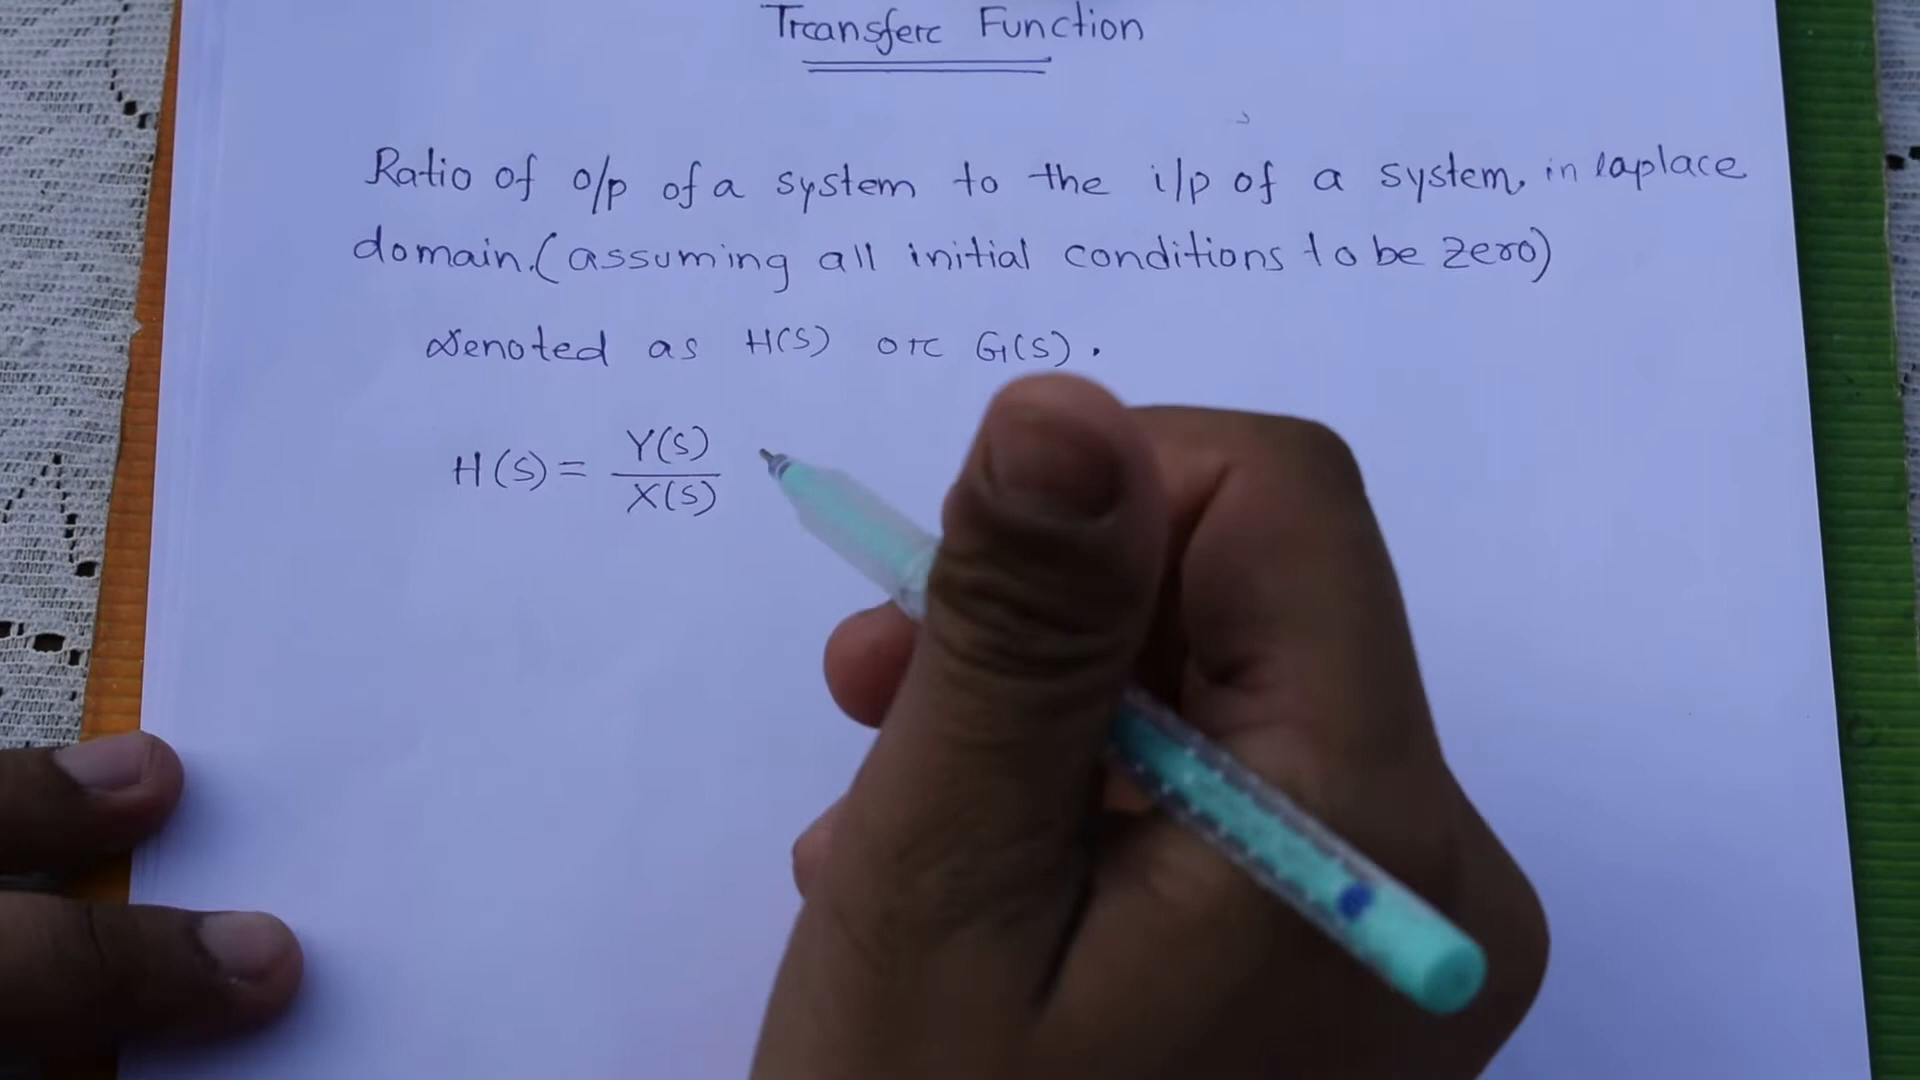 Transfer Function
Ratio of o/p of a system to the i/p of a system, in laplace
domain. (assuming all initial conditions to be zero)
Denoted as H(S) or G(S).
H(S) = Y(S)/X(S)